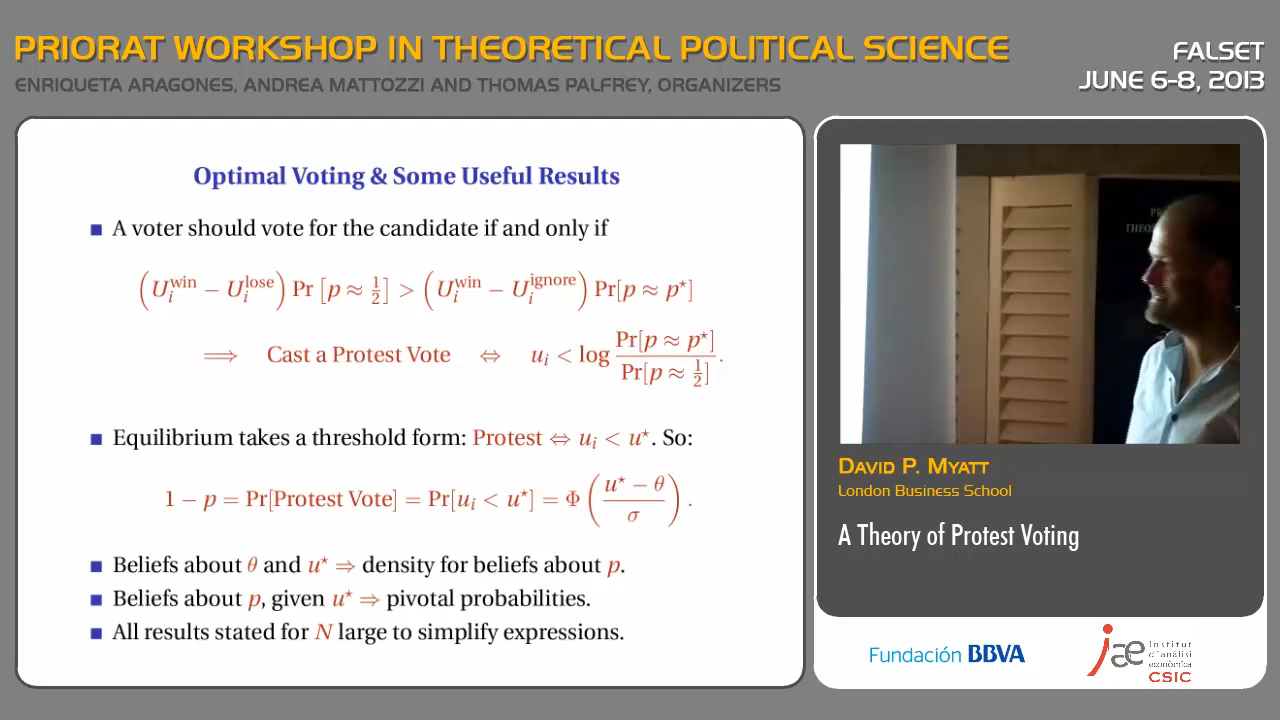 PRIORAT WORKSHOP IN THEORETICAL POLITICAL SCIENCE
ENRIQUETA ARAGONES, ANDREA MATTOZZI AND THOMAS PALFREY, ORGANIZERS
FALSET
JUNE 6-8, 2013
Optimal Voting & Some Useful Results
■ A voter should vote for the candidate if and only if
(U_i^win − U_i^lose) Pr [p ≈ 1/2] > (U_i^win − U_i^ignore) Pr[p ≈ p⋆]
⟹ Cast a Protest Vote ⇔ u_i < log Pr[p ≈ p⋆] / Pr[p ≈ 1/2].
■ Equilibrium takes a threshold form: Protest ⇔ u_i < u⋆. So:
1 − p = Pr[Protest Vote] = Pr[u_i < u⋆] = Φ ((u⋆ − θ) / σ).
■ Beliefs about θ and u⋆ ⇒ density for beliefs about p.
■ Beliefs about p, given u⋆ ⇒ pivotal probabilities.
■ All results stated for N large to simplify expressions.
DAVID P. MYATT
London Business School
A Theory of Protest Voting
Fundación BBVA
jae Institut
d'anàlisi
econòmica
CSIC